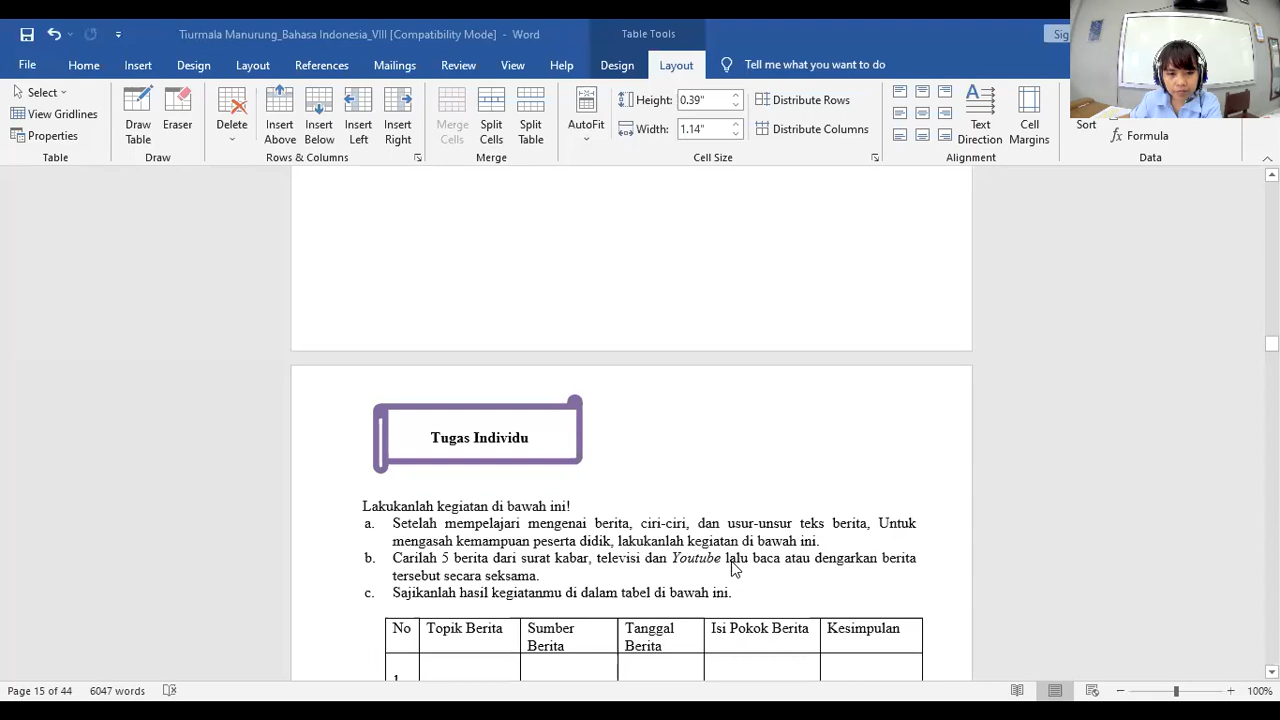 Tiurmala Manurung_Bahasa Indonesia_VIII [Compatibility Mode] - Word
Table Tools
Sig
File
Home
Insert
Design
Layout
References
Mailings
Review
View
Help
Design
Layout
Tell me what you want to do
Select
View Gridlines
Properties
Table
Draw Table
Eraser
Draw
Delete
Insert Above
Insert Below
Insert Left
Insert Right
Rows & Columns
Merge Cells
Split Cells
Split Table
Merge
AutoFit
Height: 0.39"
Width: 1.14"
Distribute Rows
Distribute Columns
Cell Size
Text Direction
Cell Margins
Alignment
Sort
fx Formula
Data
Tugas Individu
Lakukanlah kegiatan di bawah ini!
a. Setelah mempelajari mengenai berita, ciri-ciri, dan usur-unsur teks berita, Untuk
mengasah kemampuan peserta didik, lakukanlah kegiatan di bawah ini.
b. Carilah 5 berita dari surat kabar, televisi dan Youtube lalu baca atau dengarkan berita
tersebut secara seksama.
c. Sajikanlah hasil kegiatanmu di dalam tabel di bawah ini.
No Topik Berita Sumber Berita Tanggal Berita Isi Pokok Berita Kesimpulan
1
Page 15 of 44
6047 words
100%